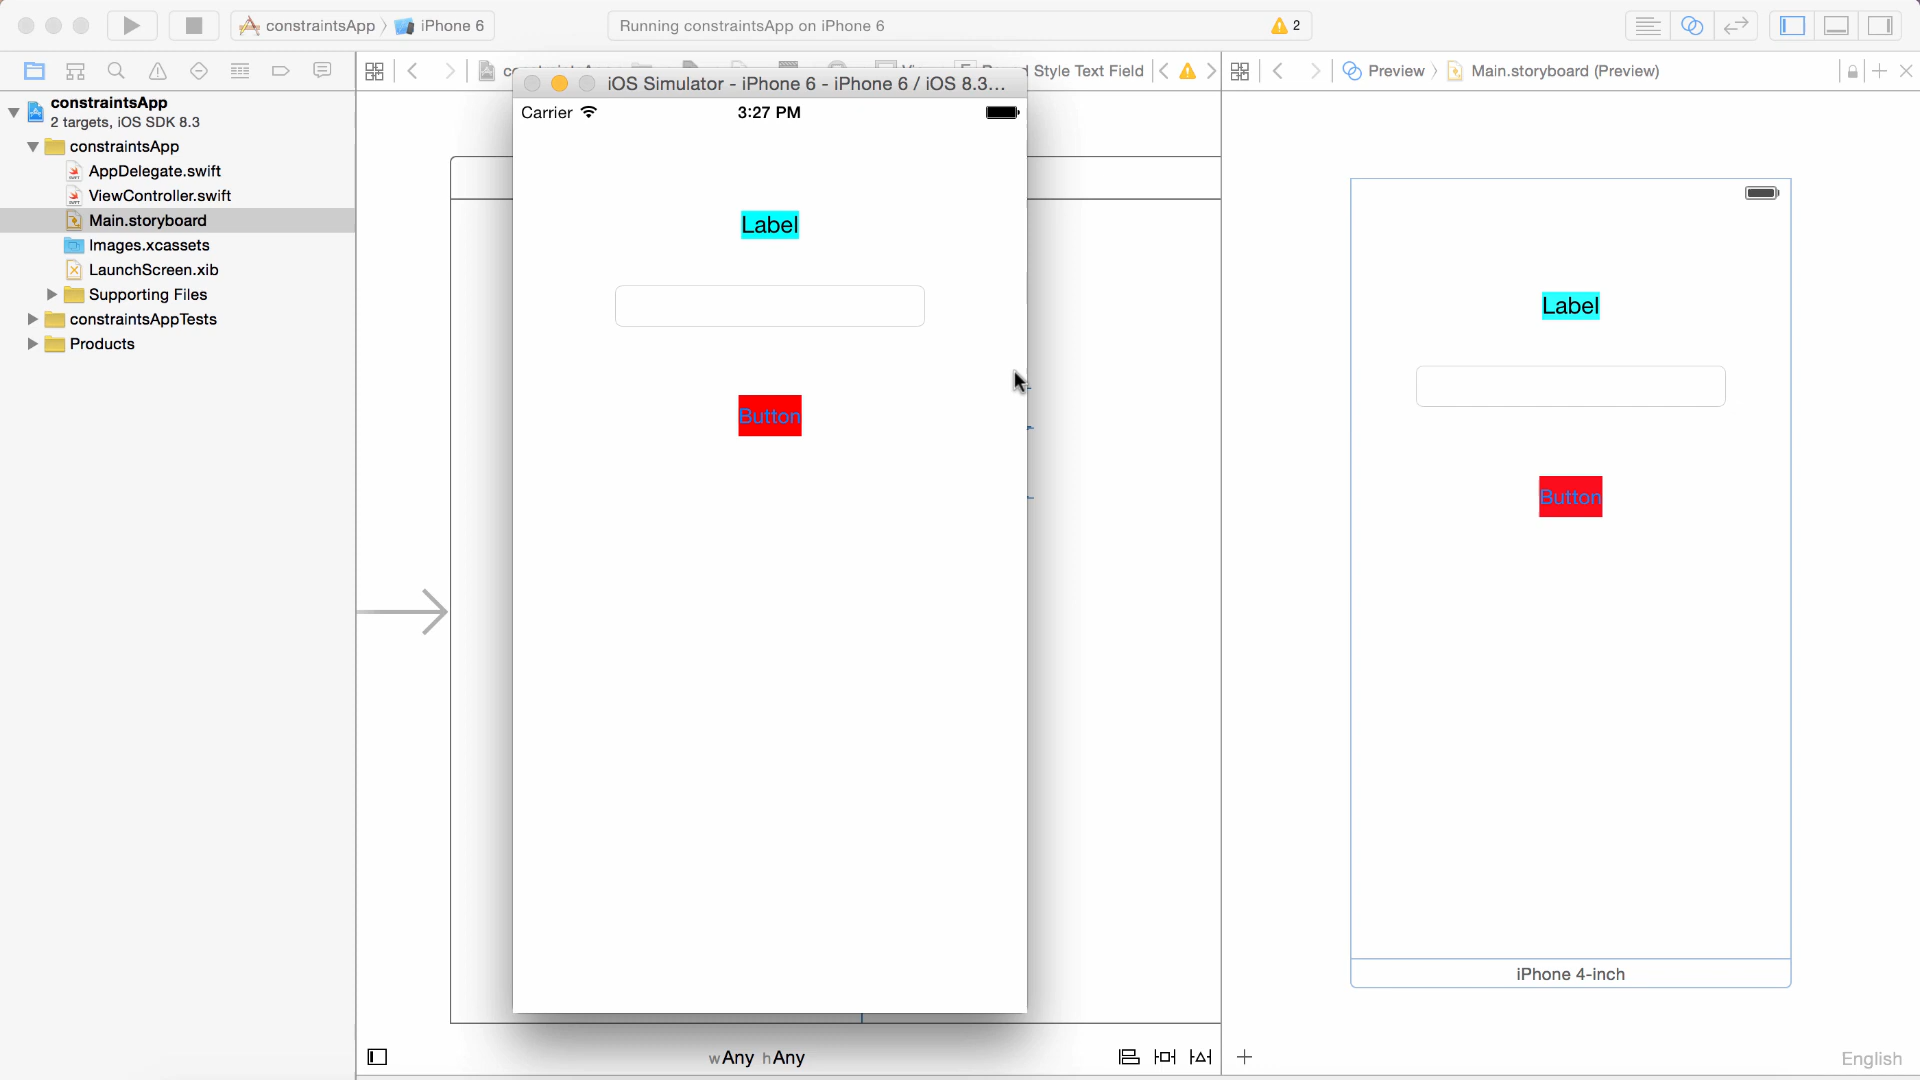 constraintsApp iPhone 6
Running constraintsApp on iPhone 6
2
Style Text Field
Preview Main.storyboard (Preview)
constraintsApp
2 targets, iOS SDK 8.3
constraintsApp
AppDelegate.swift
ViewController.swift
Main.storyboard
Images.xcassets
LaunchScreen.xib
Supporting Files
constraintsAppTests
Products
iOS Simulator - iPhone 6 - iPhone 6 / iOS 8.3...
Carrier 3:27 PM
Label
Button
Label
Button
iPhone 4-inch
wAny hAny
English